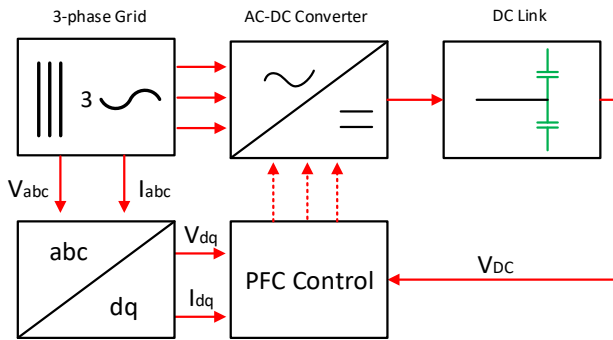 3-phase Grid
AC-DC Converter
DC Link
3
Vabc
Iabc
abc
dq
Vdq
Idq
PFC Control
VDC